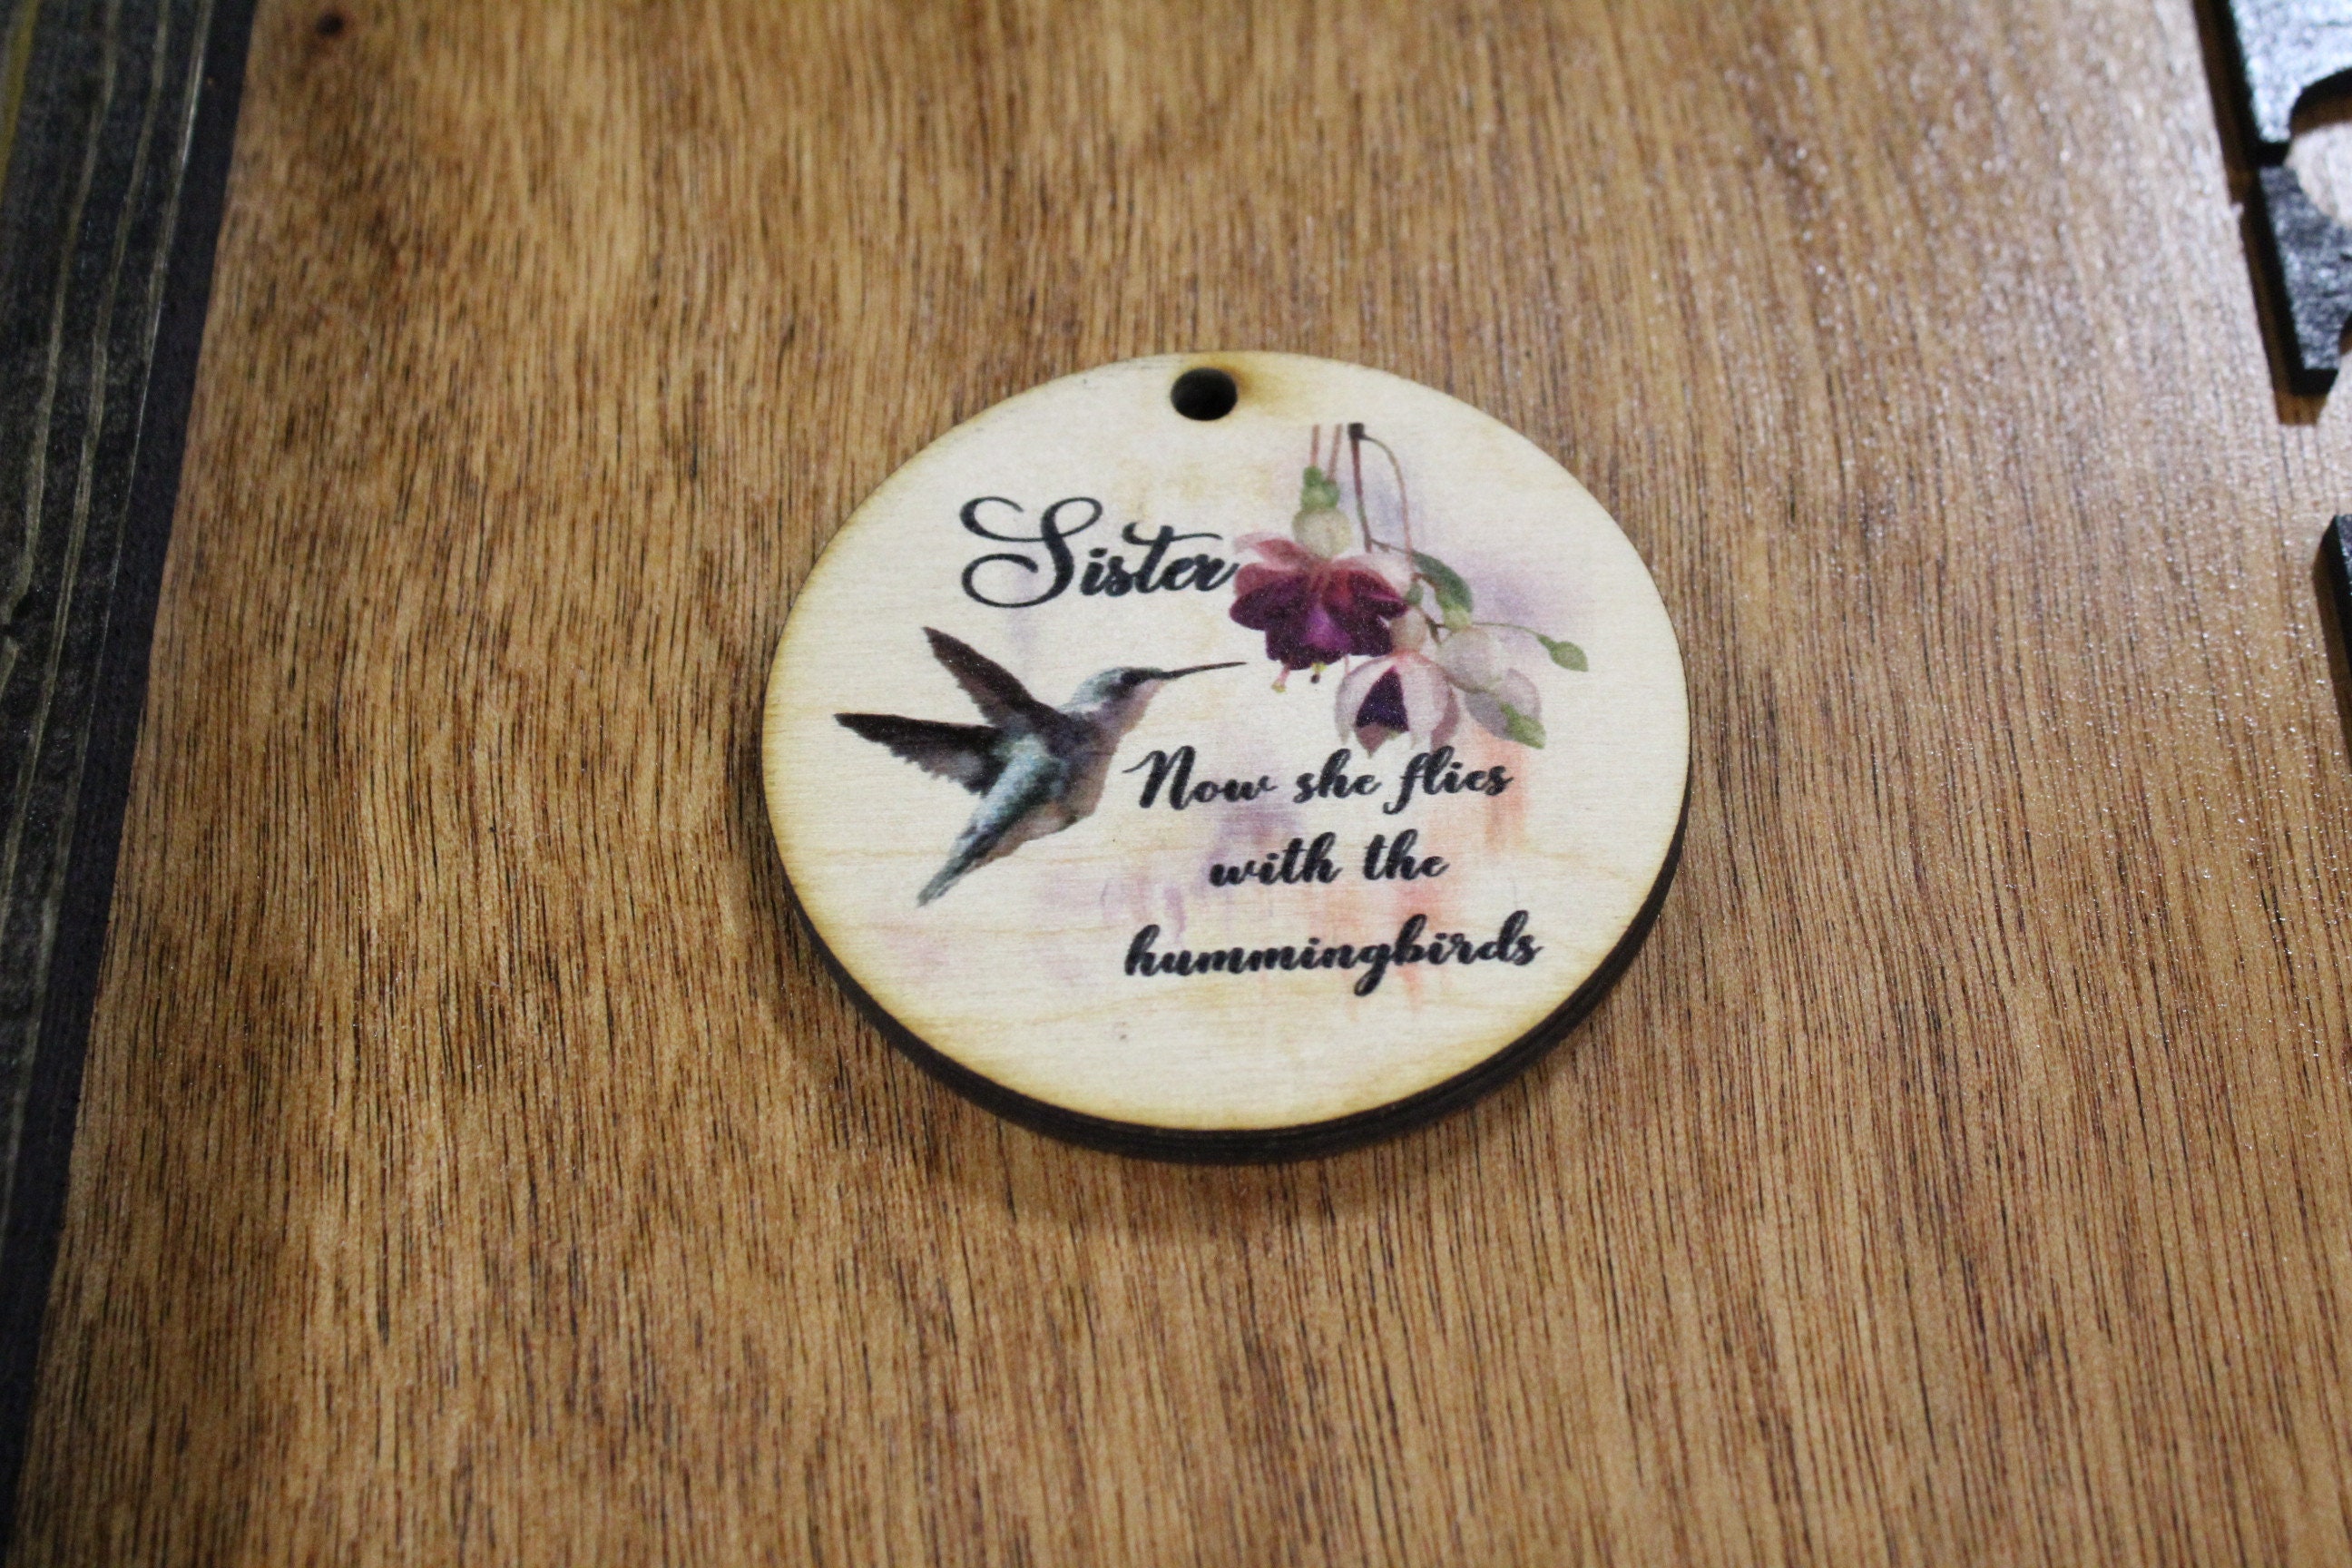 Sister
Now she flies
with the
hummingbirds